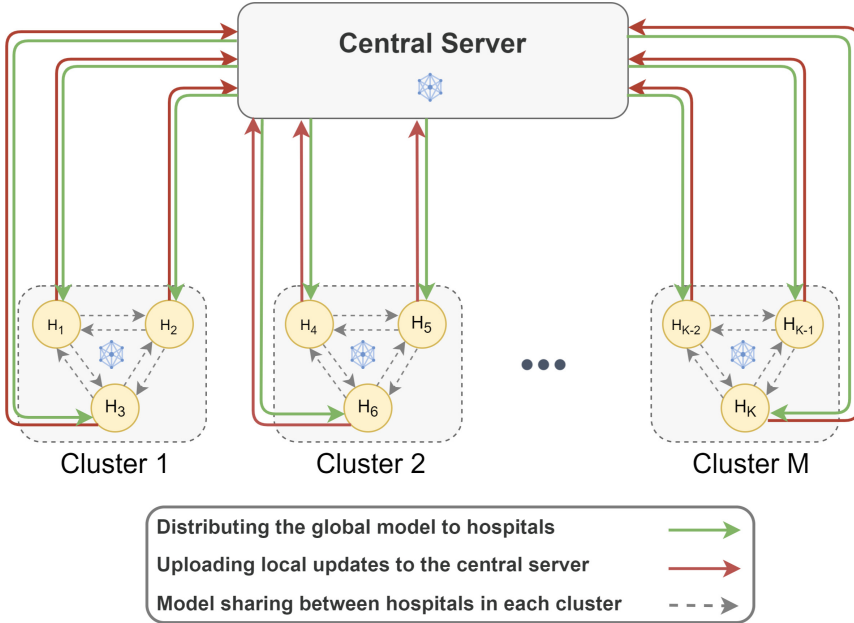 Central Server
H1
H2
H3
Cluster 1
H4
H5
H6
Cluster 2
HK-2
HK-1
HK
Cluster M
Distributing the global model to hospitals
Uploading local updates to the central server
Model sharing between hospitals in each cluster